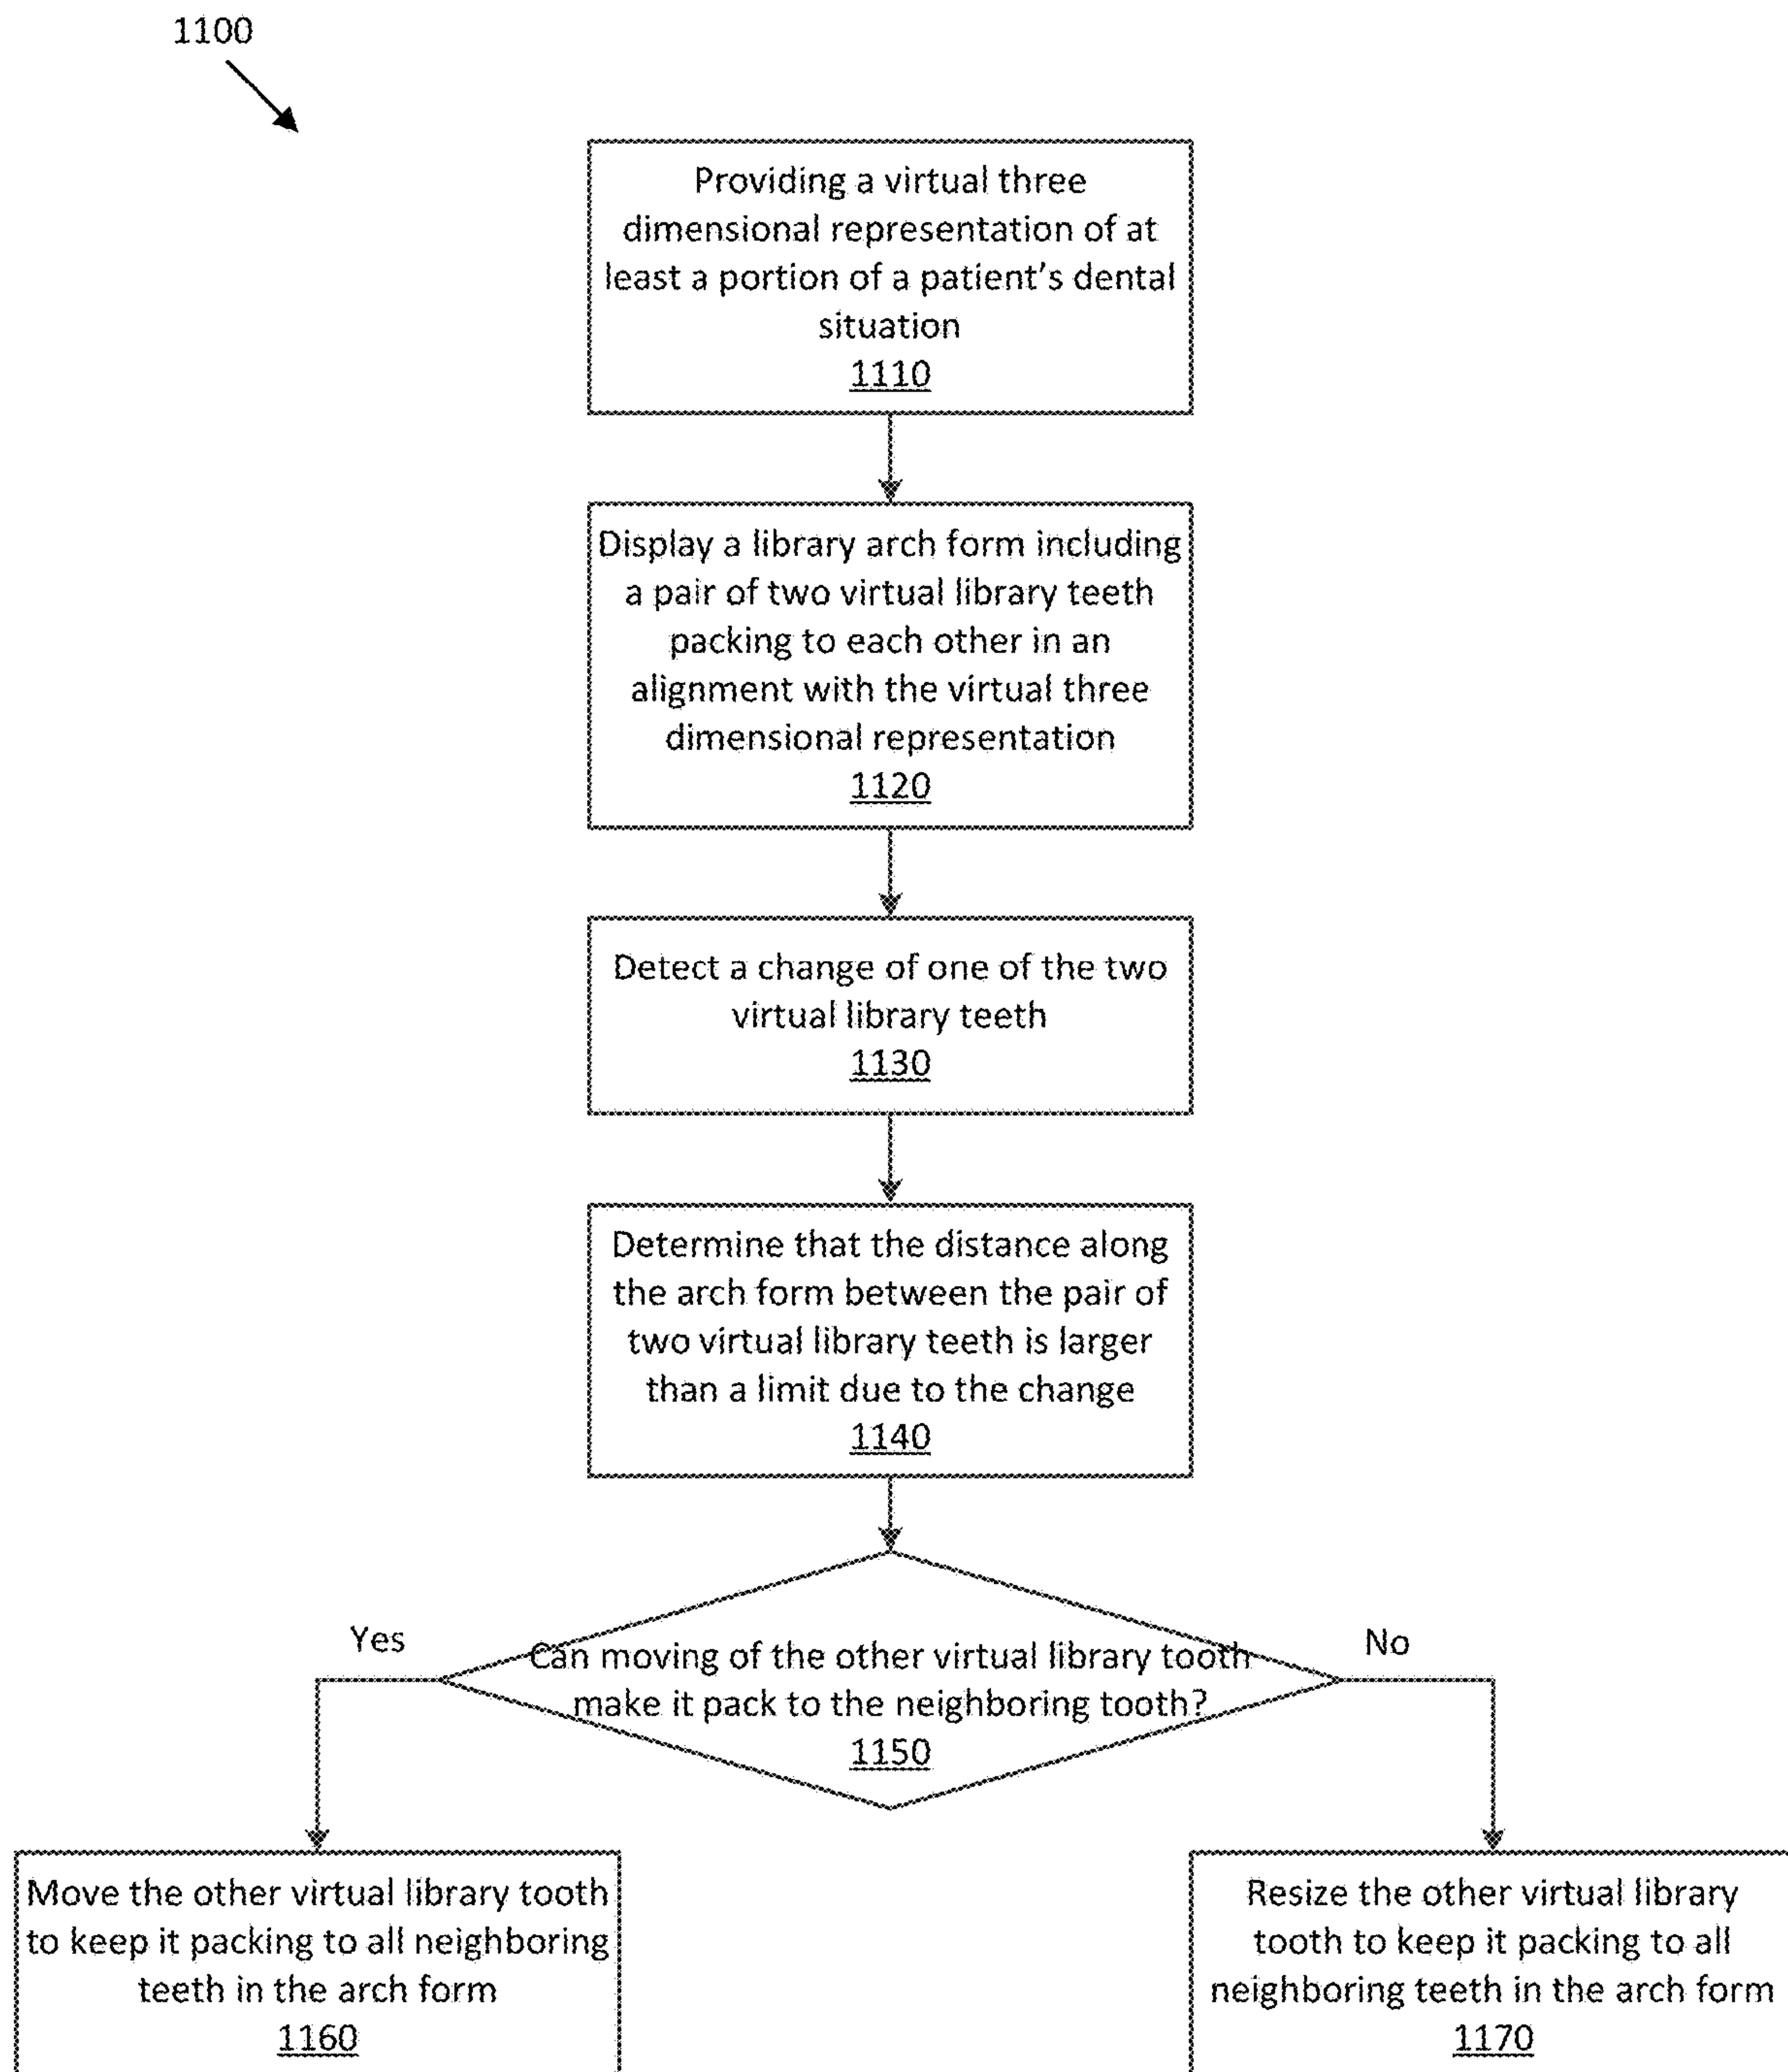 1100
Providing a virtual three
dimensional representation of at
least a portion of a patient's dental
situation
1110
Display a library arch form including
a pair of two virtual library teeth
packing to each other in an
alignment with the virtual three
dimensional representation
1120
Detect a change of one of the two
virtual library teeth
1130
Determine that the distance along
the arch form between the pair of
two virtual library teeth is larger
than a limit due to the change
1140
Yes
No
Can moving of the other virtual library tooth
make it pack to the neighboring tooth?
1150
Move the other virtual library tooth
to keep it packing to all neighboring
teeth in the arch form
1160
Resize the other virtual library
tooth to keep it packing to all
neighboring teeth in the arch form
1170